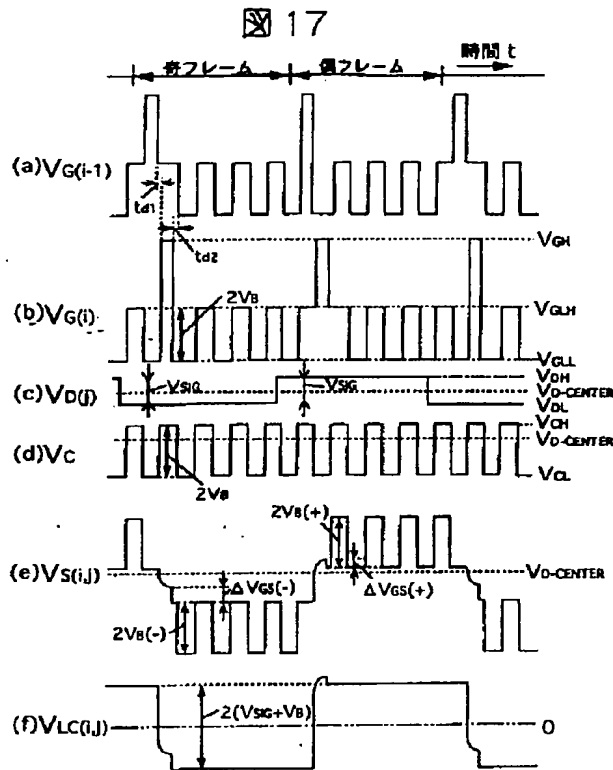 図 17
奇フレーム
偶フレーム
時間 t
(a)VG(i-1)
td1
td2
VGH
(b)VG(i)
2VB
VGLH
VGLL
(c)VD(j)
VSIG
VSIG
VDH
VD-CENTER
VDL
(d)VC
2VB
VCH
VD-CENTER
VCL
(e)VS(i,j)
2VB(+)
ΔVGS(-)
ΔVGS(+)
VD-CENTER
2VB(-)
(f)VLC(i,j)
2(VSIG+VB)
0